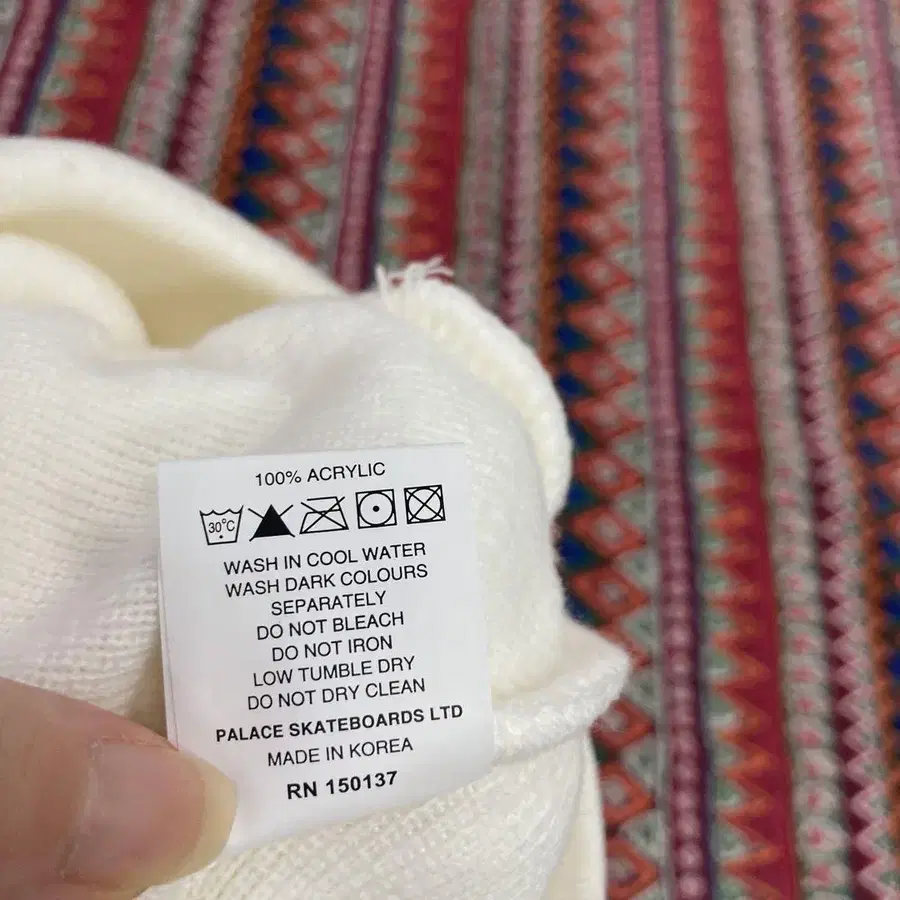 100% ACRYLIC
30°C
WASH IN COOL WATER
WASH DARK COLOURS
SEPARATELY
DO NOT BLEACH
DO NOT IRON
LOW TUMBLE DRY
DO NOT DRY CLEAN
PALACE SKATEBOARDS LTD
MADE IN KOREA
RN 150137